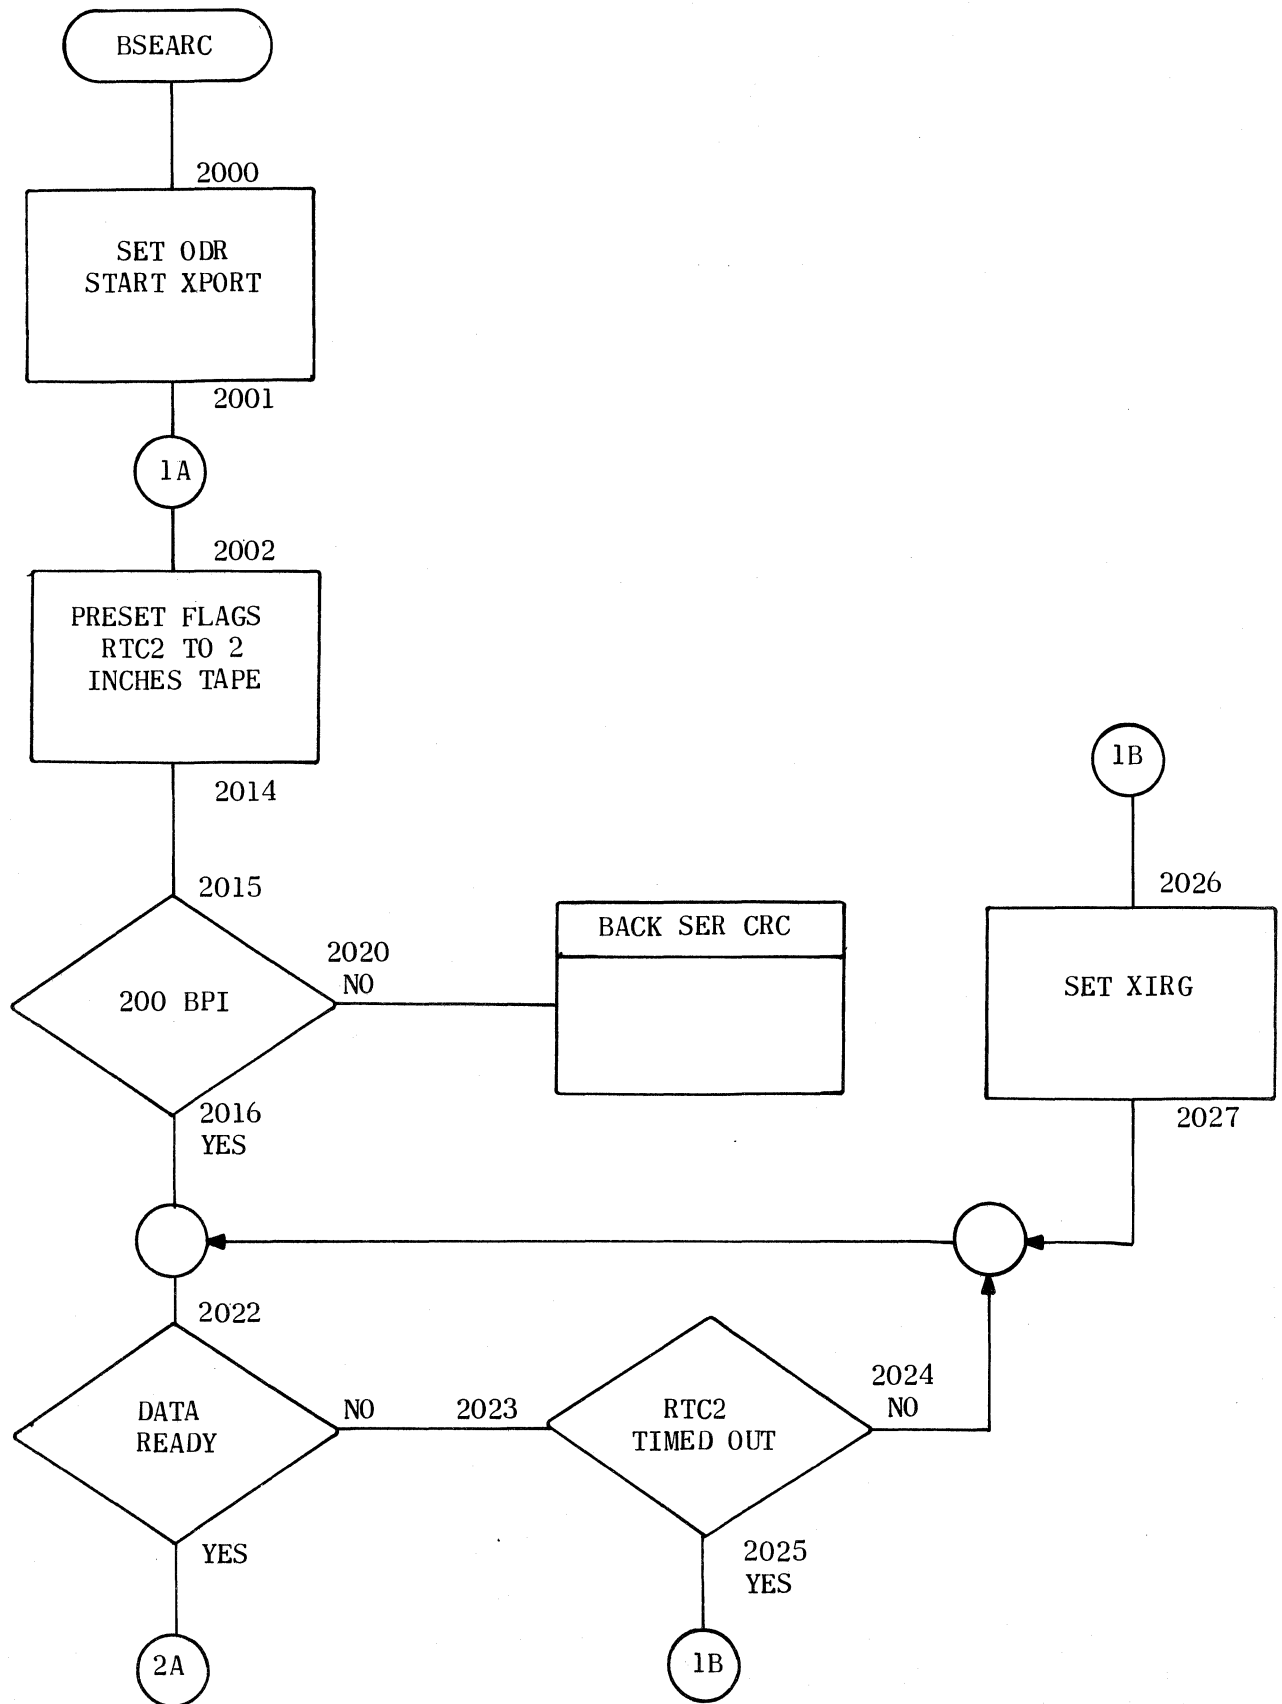 BSEARC
2000
SET ODR
START XPORT
2001
1A
2002
PRESET FLAGS
RTC2 TO 2
INCHES TAPE
2014
2015
200 BPI
2020
NO
BACK SER CRC
2016
YES
1B
2026
SET XIRG
2027
2022
DATA
READY
NO
2023
RTC2
TIMED OUT
2024
NO
YES
2A
2025
YES
1B